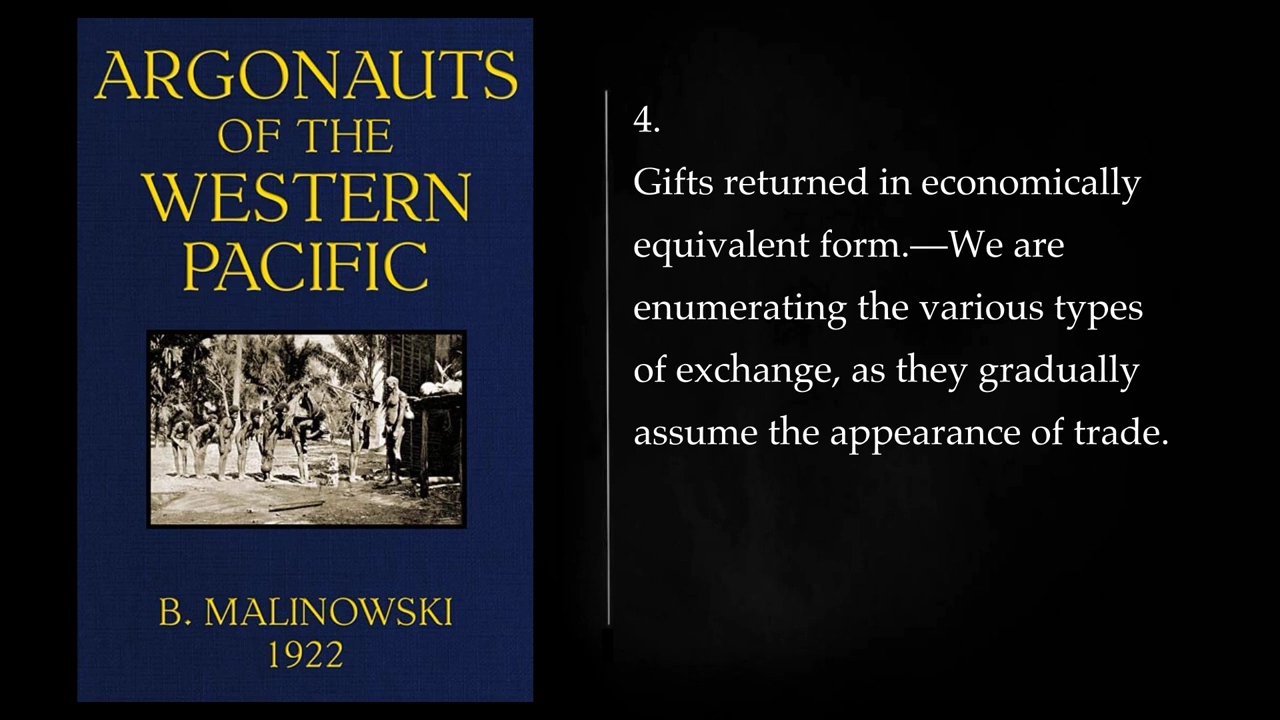 ARGONAUTS
OF THE
WESTERN
PACIFIC
B. MALINOWSKI
1922
4.
Gifts returned in economically
equivalent form.—We are
enumerating the various types
of exchange, as they gradually
assume the appearance of trade.